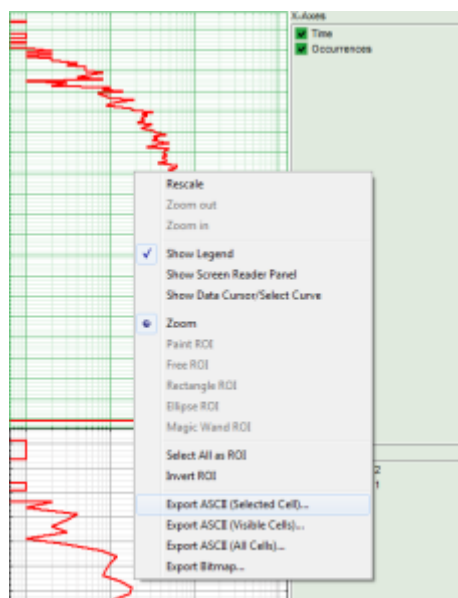 X-Axes
Time
Occurrences
Rescale
Zoom out
Zoom in
Show Legend
Show Screen Reader Panel
Show Data Cursor/Select Curve
Zoom
Paint ROI
Free ROI
Rectangle ROI
Ellipse ROI
Magic Wand ROI
Select All as ROI
Invert ROI
2
1
Export ASCII (Selected Cell)...
Export ASCII (Visible Cells)...
Export ASCII (All Cells)...
Export Bitmap...